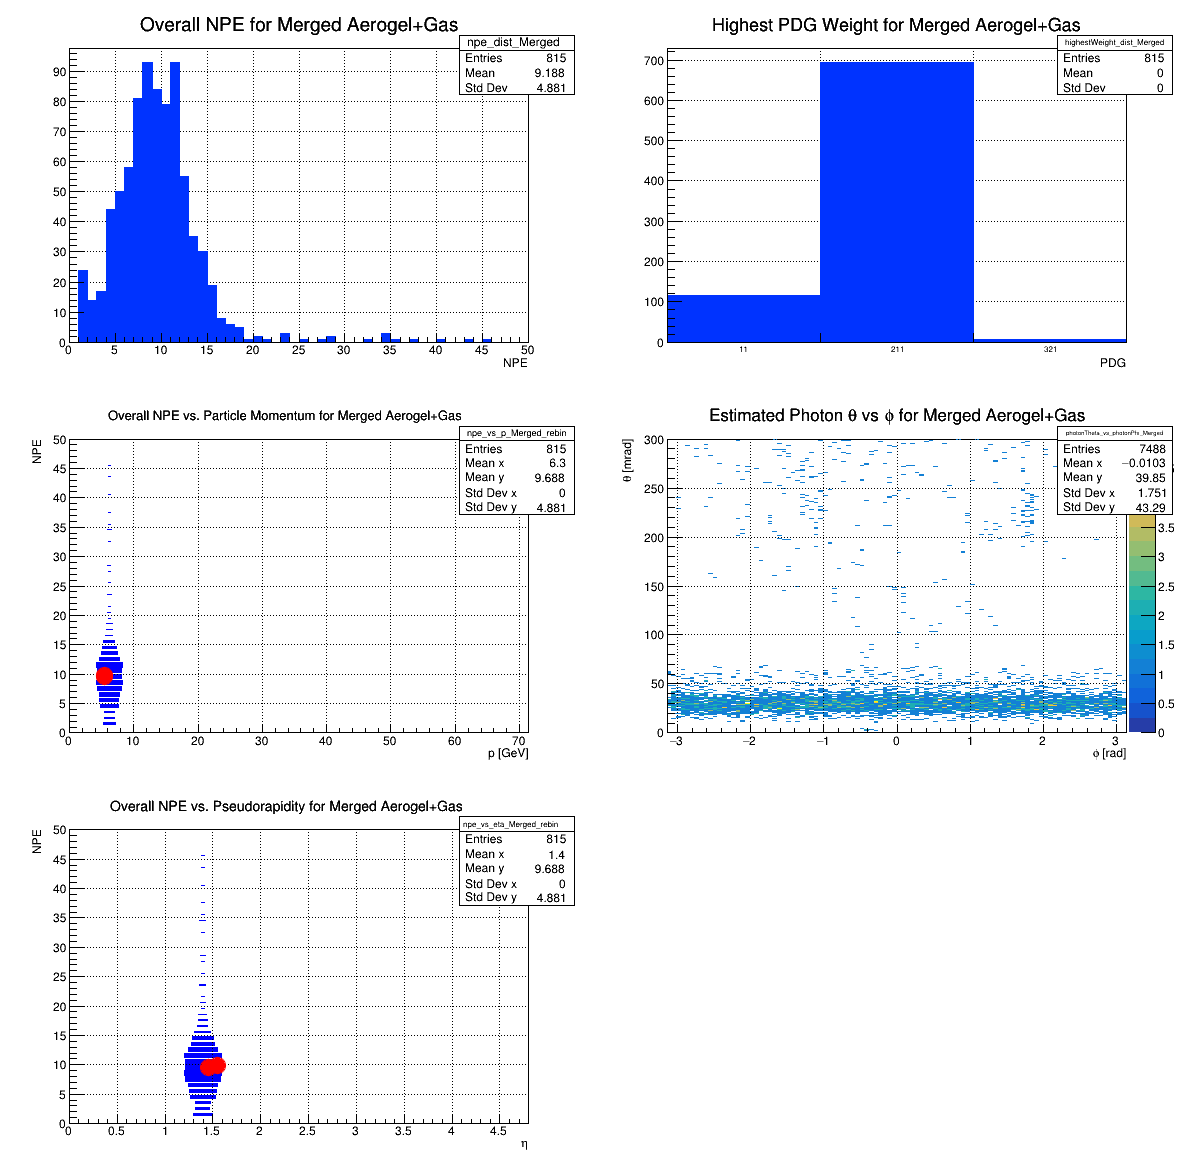 Overall NPE for Merged Aerogel+Gas
npe_dist_Merged
Entries 815
Mean 9.188
Std Dev 4.881
90
80
70
60
50
40
30
20
10
0
0 5 10 15 20 25 30 35 40 45 50
NPE
Highest PDG Weight for Merged Aerogel+Gas
highestWeight_dist_Merged
Entries 815
Mean 0
Std Dev 0
700
600
500
400
300
200
100
0
11 211 321
PDG
Overall NPE vs. Particle Momentum for Merged Aerogel+Gas
NPE
npe_vs_p_Merged_rebin
Entries 815
Mean x 6.3
Mean y 9.688
Std Dev x 0
Std Dev y 4.881
50
45
40
35
30
25
20
15
10
5
0
0 10 20 30 40 50 60 70
p [GeV]
Estimated Photon θ vs ϕ for Merged Aerogel+Gas
θ [mrad]
photonTheta_vs_photonPhi_Merged
Entries 7488
Mean x −0.0103
Mean y 39.85
Std Dev x 1.751
Std Dev y 43.29
300
250
200
150
100
50
0
−3 −2 −1 0 1 2 3
ϕ [rad]
3.5
3
2.5
2
1.5
1
0.5
0
Overall NPE vs. Pseudorapidity for Merged Aerogel+Gas
NPE
npe_vs_eta_Merged_rebin
Entries 815
Mean x 1.4
Mean y 9.688
Std Dev x 0
Std Dev y 4.881
50
45
40
35
30
25
20
15
10
5
0
0 0.5 1 1.5 2 2.5 3 3.5 4 4.5
η